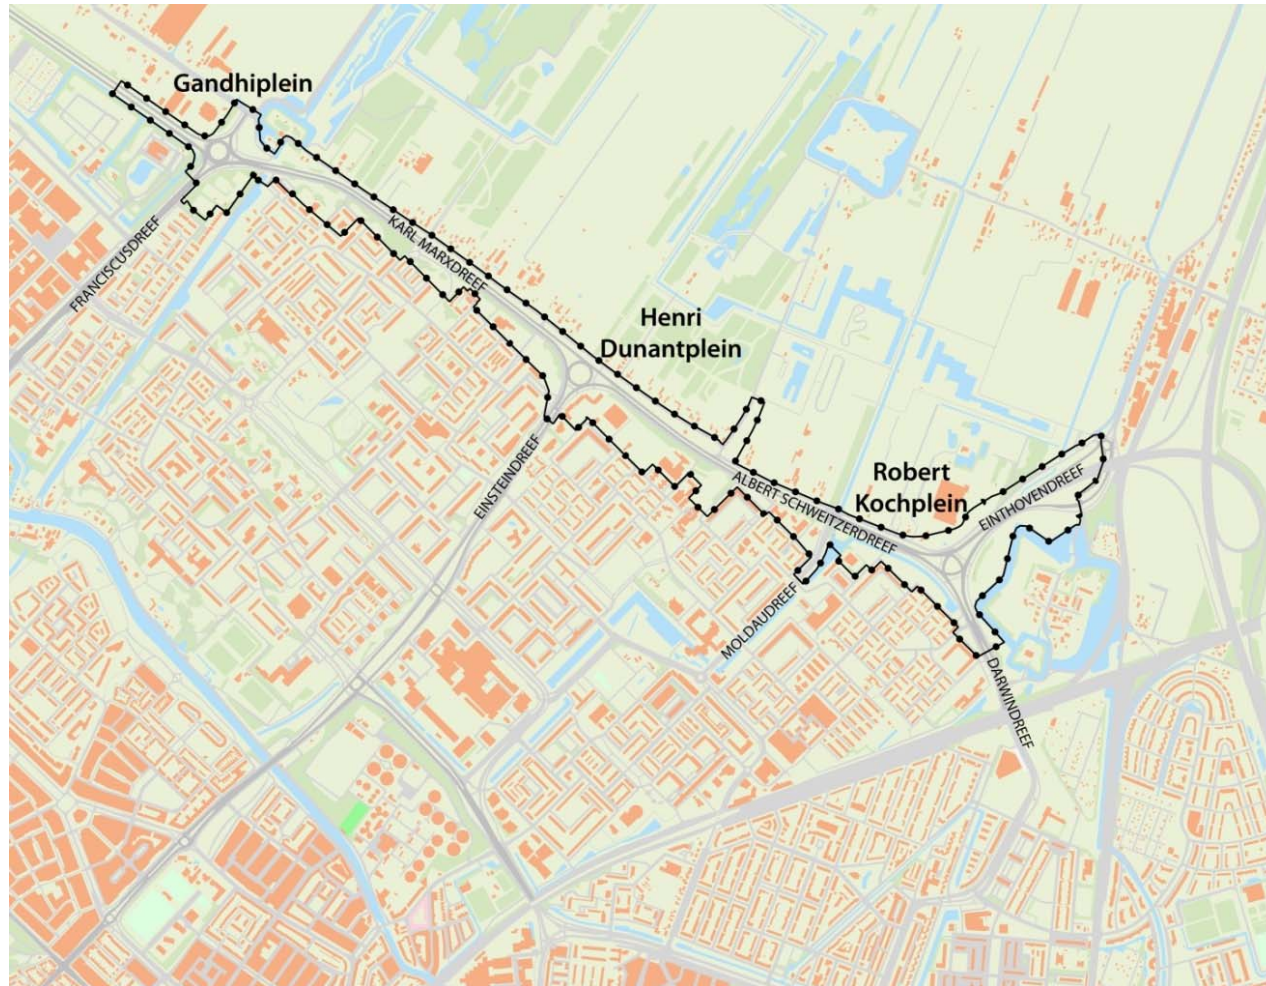 Gandhiplein
FRANCISCUSDREEF
KARL MARXDREEF
Henri
Dunantplein
EINSTEINDREEF
ALBERT SCHWEITZERDREEF
Robert
Kochplein
EINTHOVENDREEF
MOLDAUDREEF
DARWINDREEF